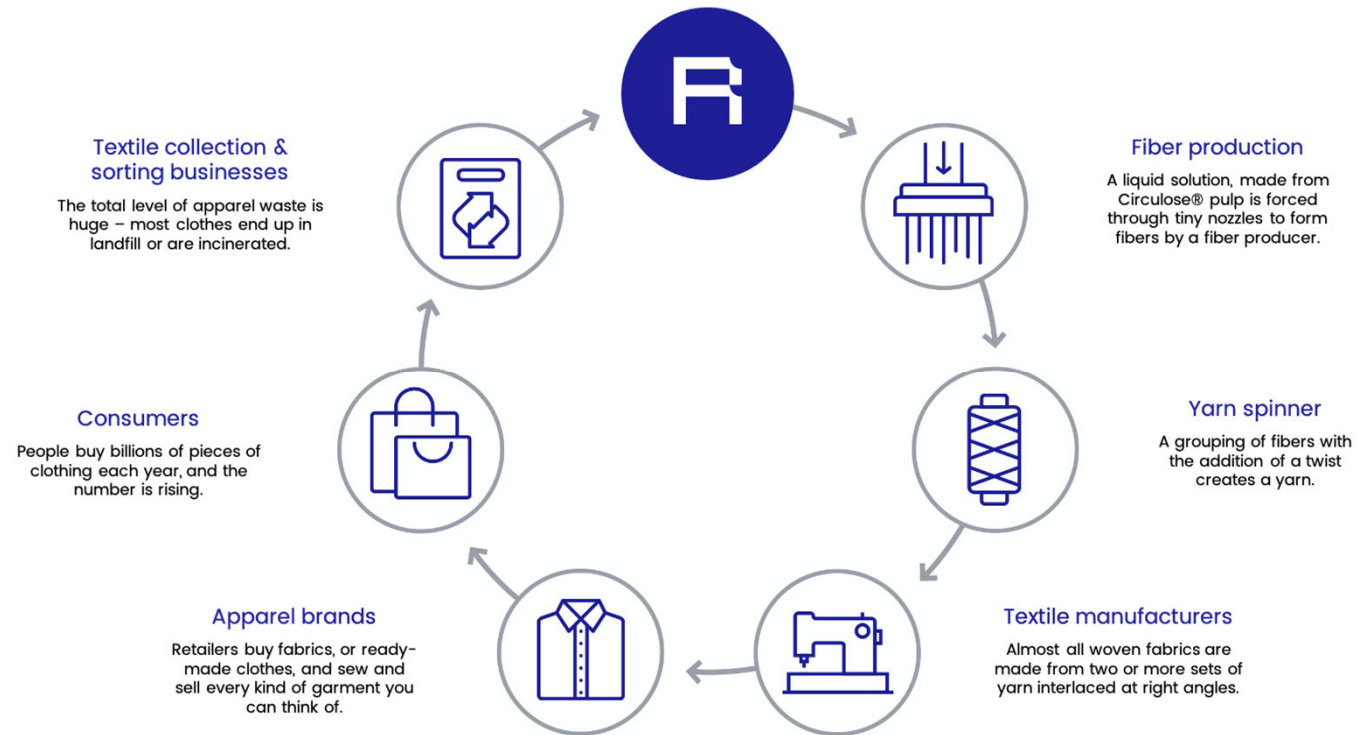 R
Textile collection &
sorting businesses
The total level of apparel waste is
huge – most clothes end up in
landfill or are incinerated.
Fiber production
A liquid solution, made from
Circulose® pulp is forced
through tiny nozzles to form
fibers by a fiber producer.
Consumers
People buy billions of pieces of
clothing each year, and the
number is rising.
Yarn spinner
A grouping of fibers with
the addition of a twist
creates a yarn.
Apparel brands
Retailers buy fabrics, or ready-
made clothes, and sew and
sell every kind of garment you
can think of.
Textile manufacturers
Almost all woven fabrics are
made from two or more sets of
yarn interlaced at right angles.